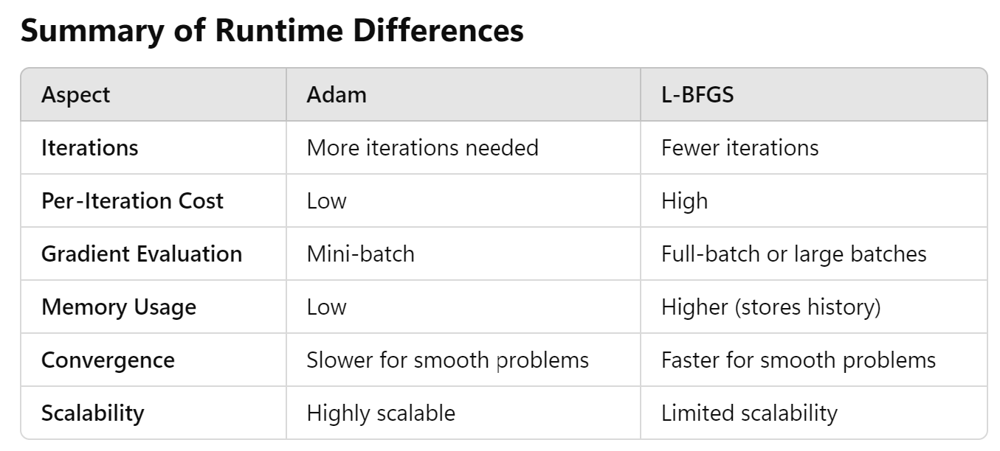 Summary of Runtime Differences
Aspect Adam L-BFGS
Iterations More iterations needed Fewer iterations
Per-Iteration Cost Low High
Gradient Evaluation Mini-batch Full-batch or large batches
Memory Usage Low Higher (stores history)
Convergence Slower for smooth problems Faster for smooth problems
Scalability Highly scalable Limited scalability